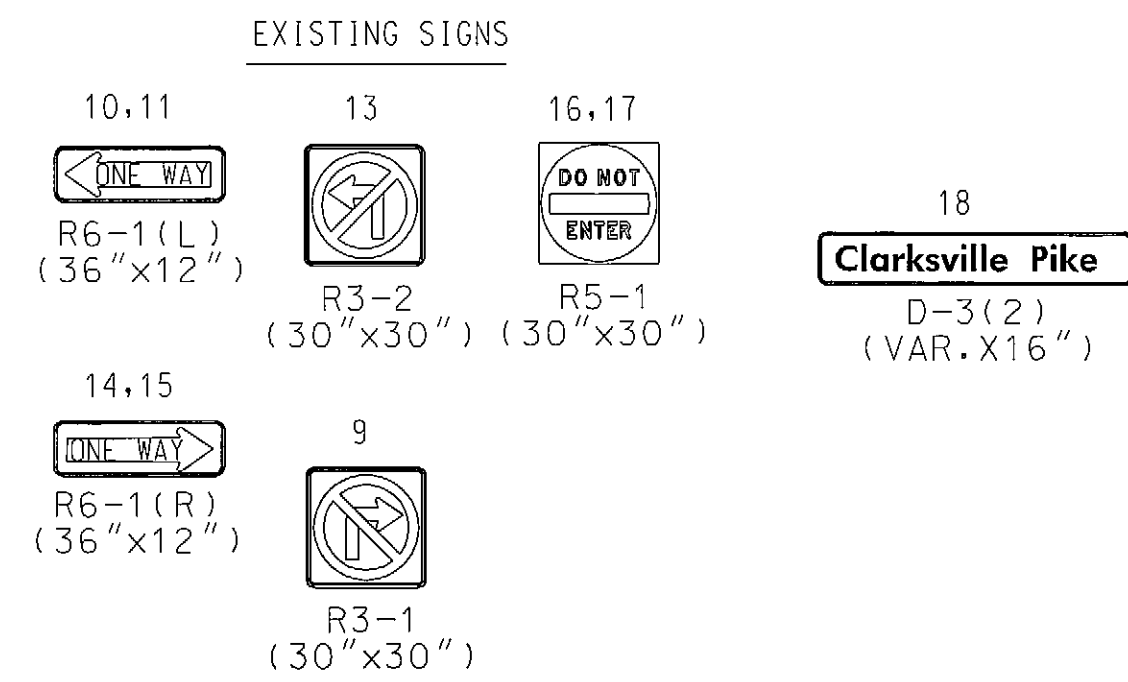 EXISTING SIGNS
10,11
ONE WAY
R6-1(L)
(36"x12")
13
R3-2
(30"x30")
16,17
DO NOT
ENTER
R5-1
(30"x30")
18
Clarksville Pike
D-3(2)
(VAR.X16")
14,15
ONE WAY
R6-1(R)
(36"x12")
9
R3-1
(30"x30")